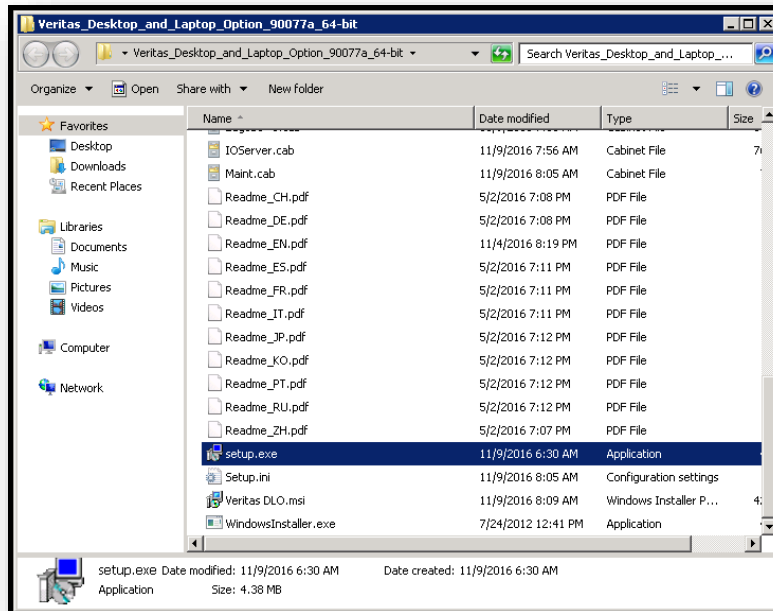 Veritas_Desktop_and_Laptop_Option_90077a_64-bit
Veritas_Desktop_and_Laptop_Option_90077a_64-bit Search Veritas_Desktop_and_Laptop_...
Organize Open Share with New folder
Name Date modified Type Size
Favorites
Desktop
Downloads
Recent Places
Libraries
Documents
Music
Pictures
Videos
Computer
Network
IOServer.cab 11/9/2016 7:56 AM Cabinet File
Maint.cab 11/9/2016 8:05 AM Cabinet File
Readme_CH.pdf 5/2/2016 7:08 PM PDF File
Readme_DE.pdf 5/2/2016 7:08 PM PDF File
Readme_EN.pdf 11/4/2016 8:19 PM PDF File
Readme_ES.pdf 5/2/2016 7:11 PM PDF File
Readme_FR.pdf 5/2/2016 7:11 PM PDF File
Readme_IT.pdf 5/2/2016 7:11 PM PDF File
Readme_JP.pdf 5/2/2016 7:12 PM PDF File
Readme_KO.pdf 5/2/2016 7:12 PM PDF File
Readme_PT.pdf 5/2/2016 7:12 PM PDF File
Readme_RU.pdf 5/2/2016 7:12 PM PDF File
Readme_ZH.pdf 5/2/2016 7:07 PM PDF File
setup.exe 11/9/2016 6:30 AM Application
Setup.ini 11/9/2016 8:05 AM Configuration settings
Veritas DLO.msi 11/9/2016 8:09 AM Windows Installer P...
WindowsInstaller.exe 7/24/2012 12:41 PM Application
setup.exe Date modified: 11/9/2016 6:30 AM Date created: 11/9/2016 6:30 AM
Application Size: 4.38 MB